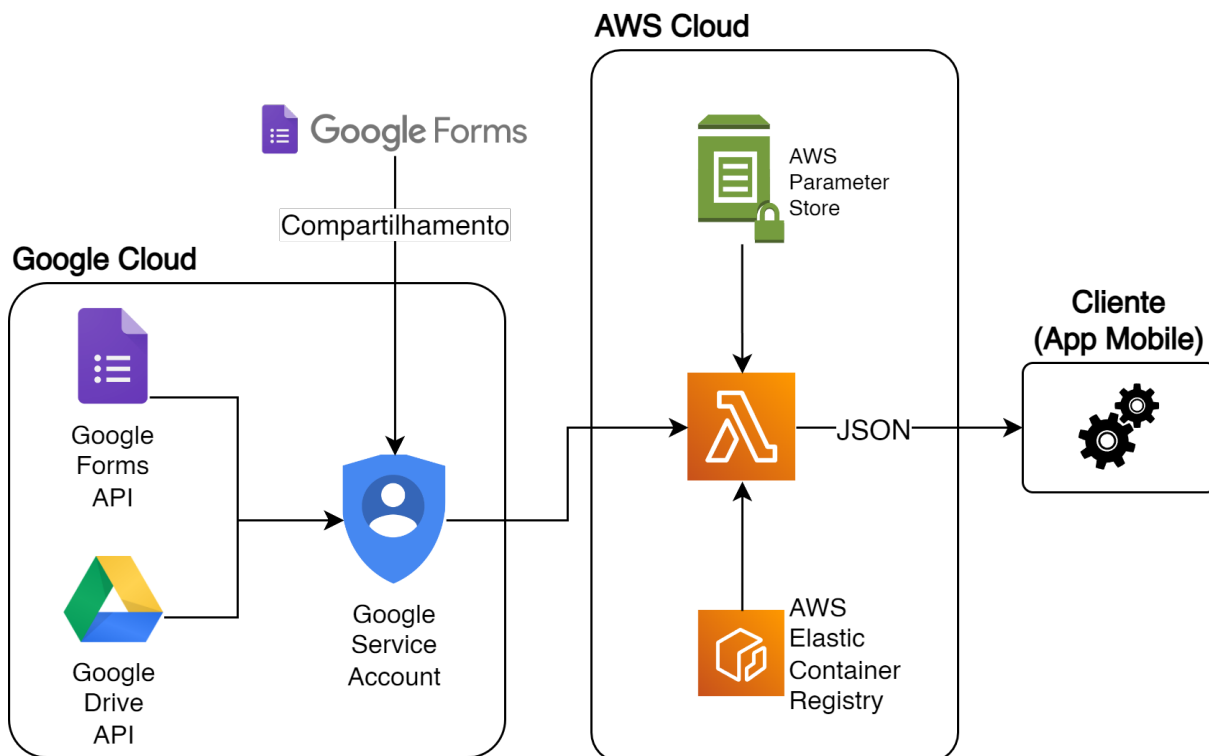 AWS Cloud
Google Forms
AWS
Parameter
Store
Compartilhamento
Google Cloud
Cliente
(App Mobile)
Google
Forms
API
JSON
Google
Service
Account
AWS
Elastic
Container
Registry
Google
Drive
API